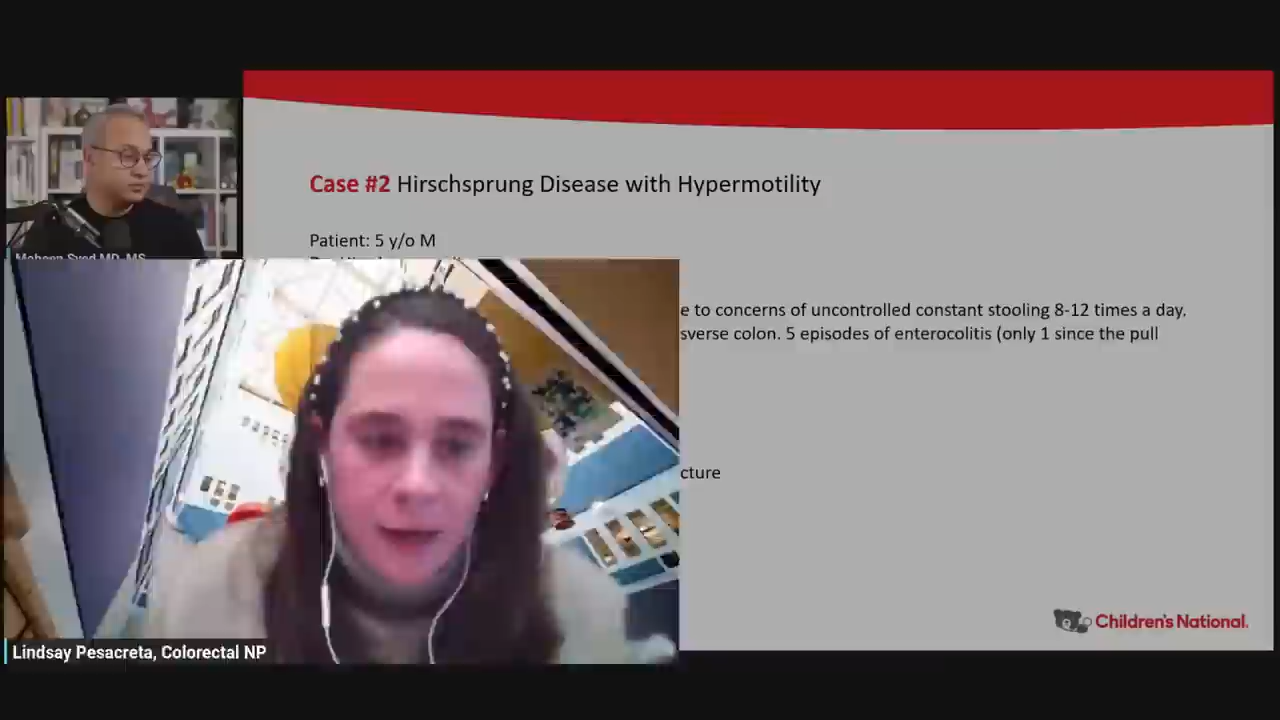 Case #2 Hirschsprung Disease with Hypermotility
Patient: 5 y/o M
e to concerns of uncontrolled constant stooling 8-12 times a day.
sverse colon. 5 episodes of enterocolitis (only 1 since the pull
cture
Children's National.
Lindsay Pesacreta, Colorectal NP